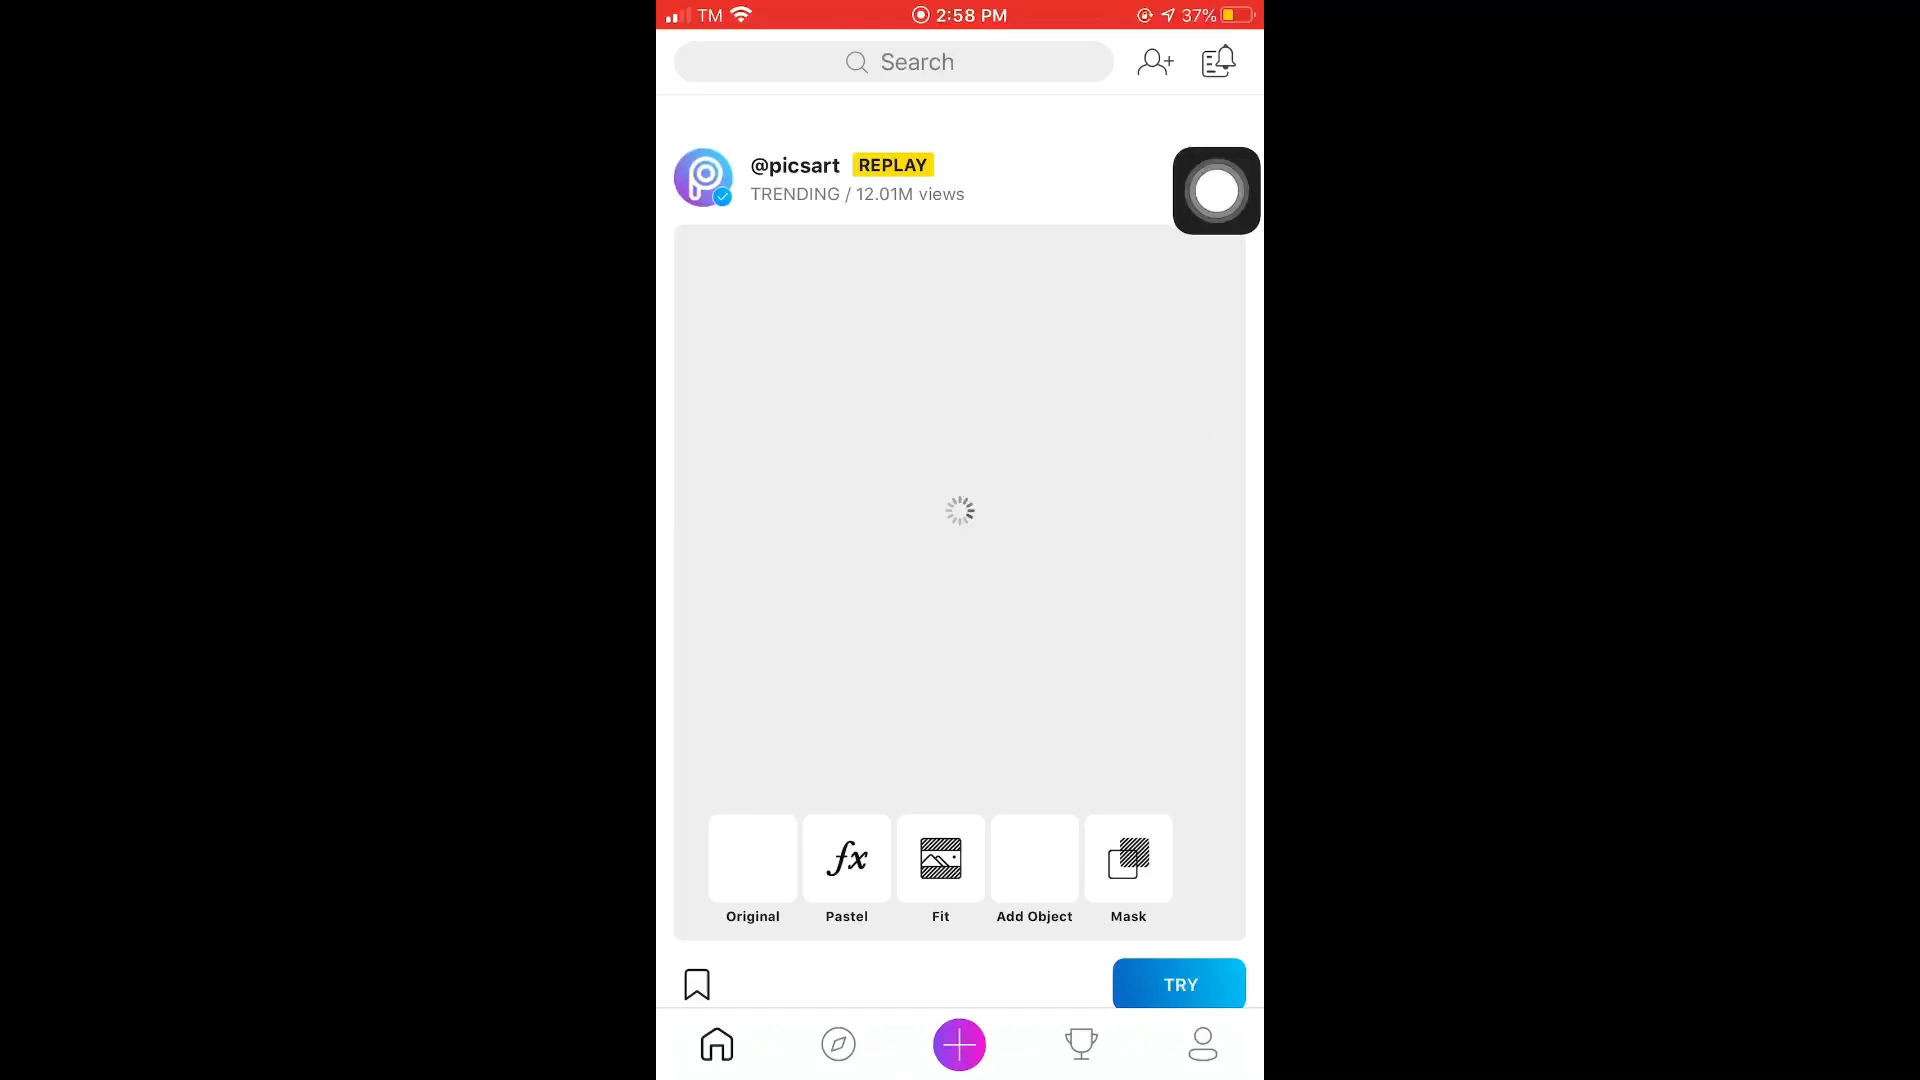 TM 2:58 PM 37%
Search
@picsart REPLAY
TRENDING / 12.01M views
fx
Original Pastel Fit Add Object Mask
TRY